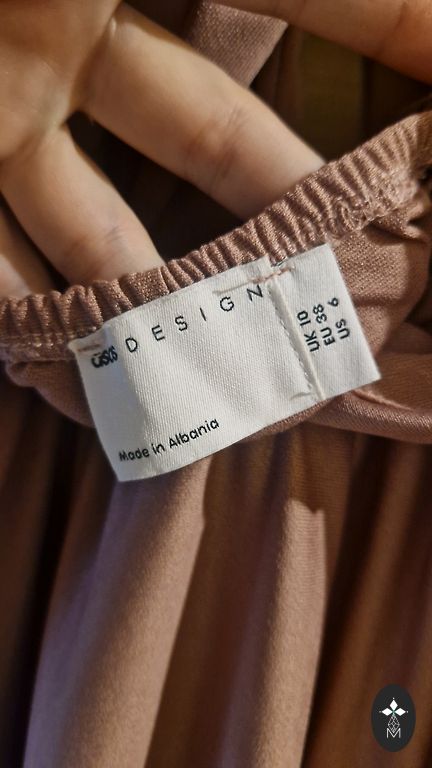 asos DESIGN
Made in Albania
UK 10
EU 38
US 6
M